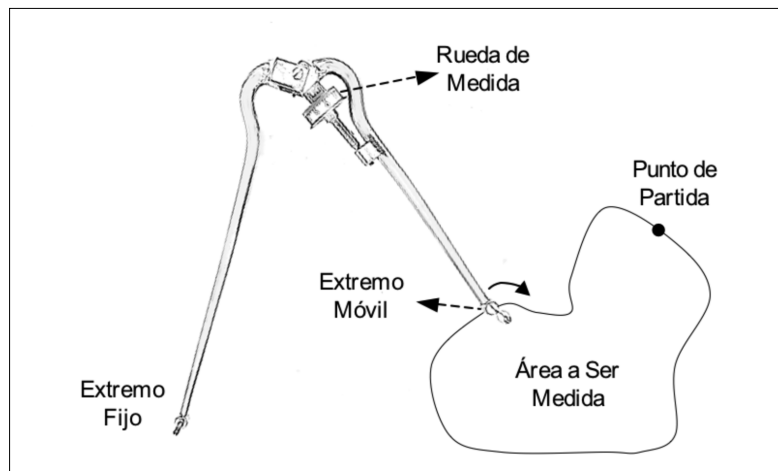 Rueda de
Medida
Punto de
Partida
Extremo
Móvil
Área a Ser
Medida
Extremo
Fijo